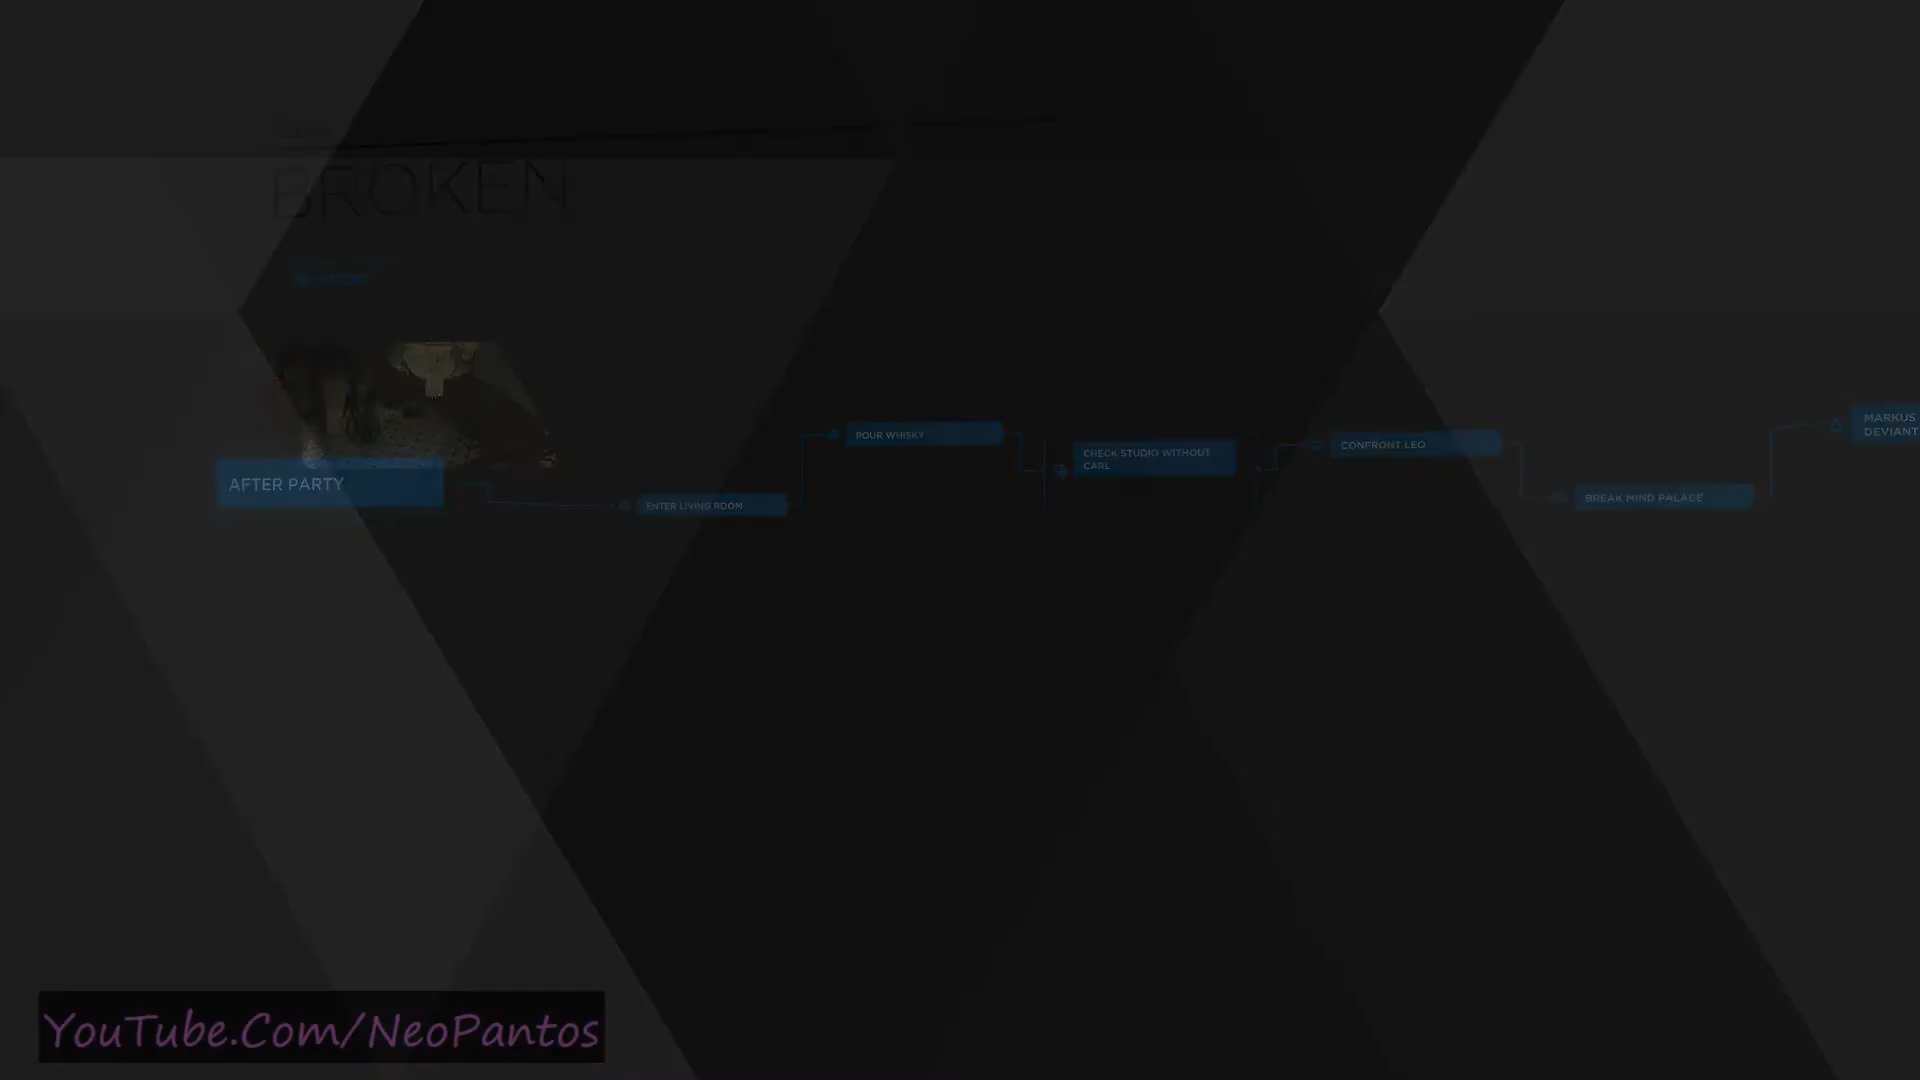 BROKEN
AFTER PARTY
ENTER LIVING ROOM
POUR WHISKY
CHECK STUDIO WITHOUT
CARL
CONFRONT LEO
BREAK MIND PALACE
MARKUS
DEVIANT
YouTube.Com/NeoPantos